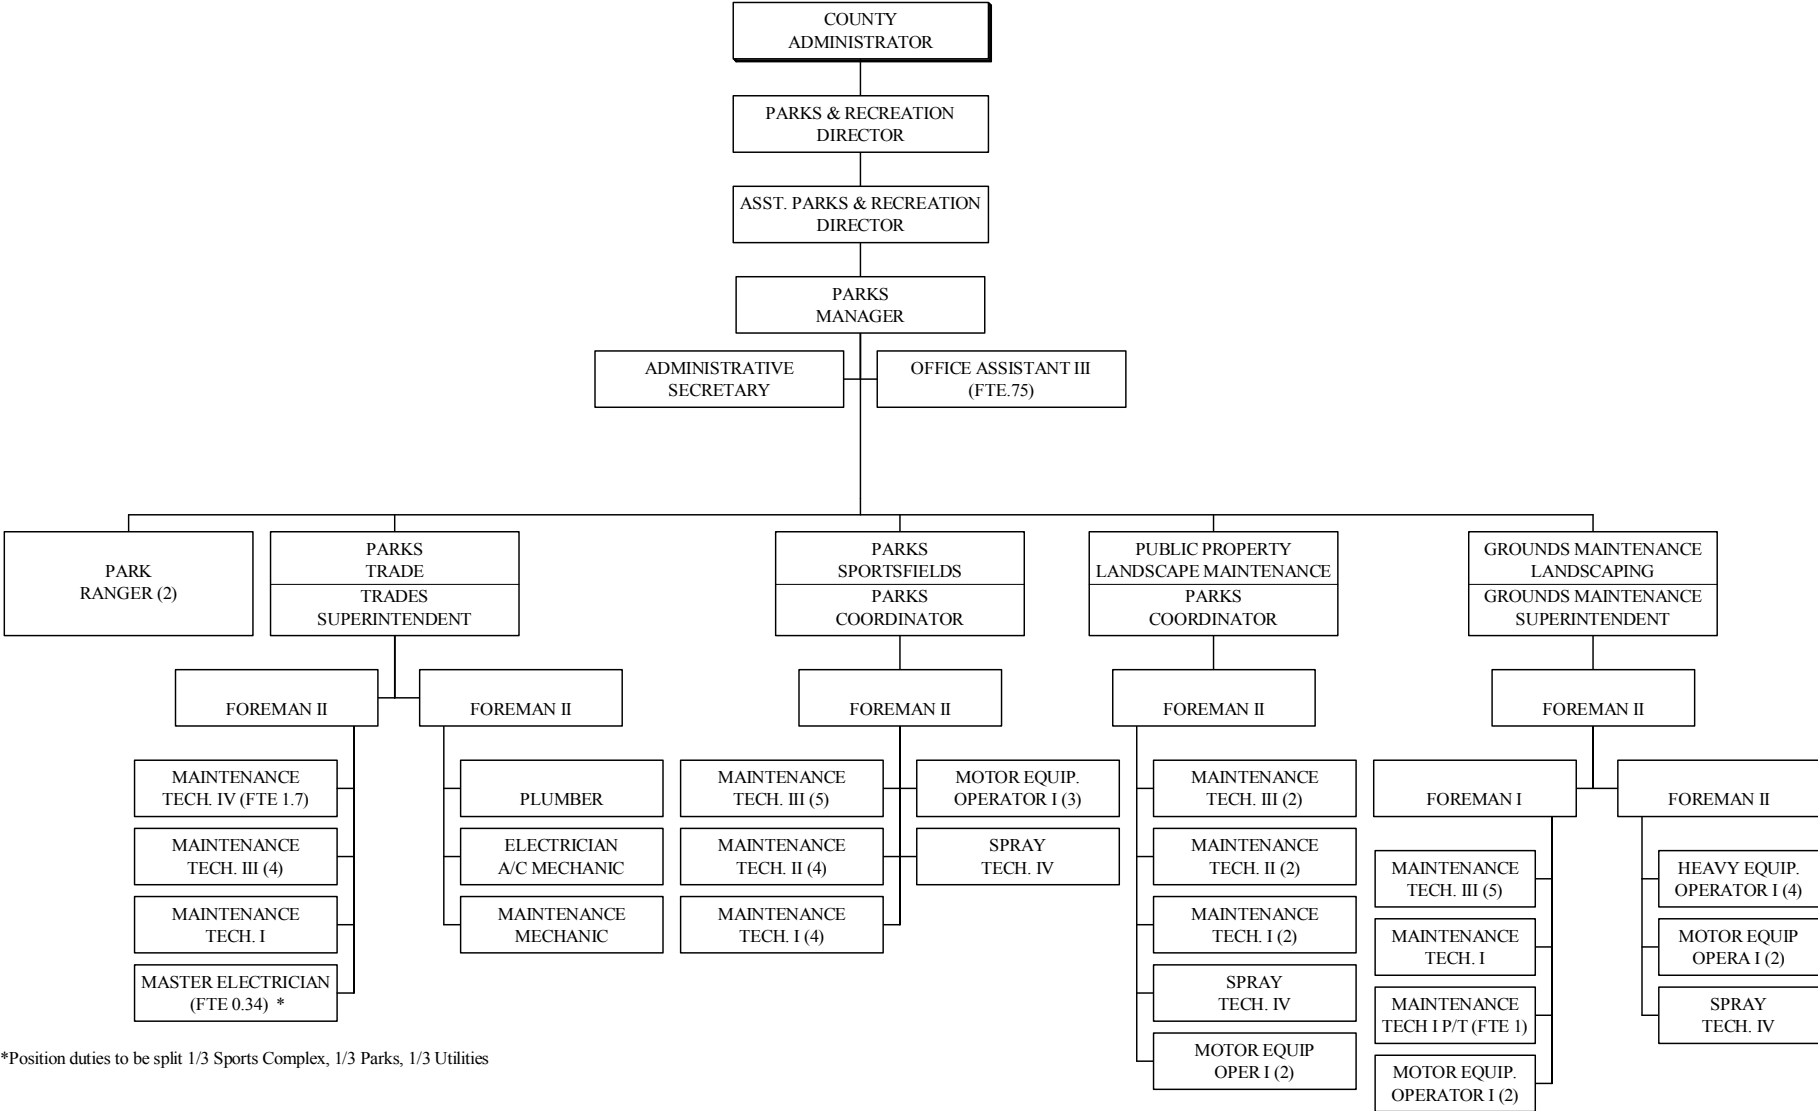 COUNTY
ADMINISTRATOR
PARKS & RECREATION
DIRECTOR
ASST. PARKS & RECREATION
DIRECTOR
PARKS
MANAGER
ADMINISTRATIVE
SECRETARY
OFFICE ASSISTANT III
(FTE.75)
PARK
RANGER (2)
PARKS
TRADE
TRADES
SUPERINTENDENT
PARKS
SPORTSFIELDS
PARKS
COORDINATOR
PUBLIC PROPERTY
LANDSCAPE MAINTENANCE
PARKS
COORDINATOR
GROUNDS MAINTENANCE
LANDSCAPING
GROUNDS MAINTENANCE
SUPERINTENDENT
FOREMAN II
FOREMAN II
FOREMAN II
FOREMAN II
FOREMAN II
MAINTENANCE
TECH. IV (FTE 1.7)
MAINTENANCE
TECH. III (4)
MAINTENANCE
TECH. I
MASTER ELECTRICIAN
(FTE 0.34) *
PLUMBER
ELECTRICIAN
A/C MECHANIC
MAINTENANCE
MECHANIC
MAINTENANCE
TECH. III (5)
MAINTENANCE
TECH. II (4)
MAINTENANCE
TECH. I (4)
MOTOR EQUIP.
OPERATOR I (3)
SPRAY
TECH. IV
MAINTENANCE
TECH. III (2)
MAINTENANCE
TECH. II (2)
MAINTENANCE
TECH. I (2)
SPRAY
TECH. IV
MOTOR EQUIP
OPER I (2)
FOREMAN I
MAINTENANCE
TECH. III (5)
MAINTENANCE
TECH. I
MAINTENANCE
TECH I P/T (FTE 1)
MOTOR EQUIP.
OPERATOR I (2)
FOREMAN II
HEAVY EQUIP.
OPERATOR I (4)
MOTOR EQUIP
OPERA I (2)
SPRAY
TECH. IV
*Position duties to be split 1/3 Sports Complex, 1/3 Parks, 1/3 Utilities